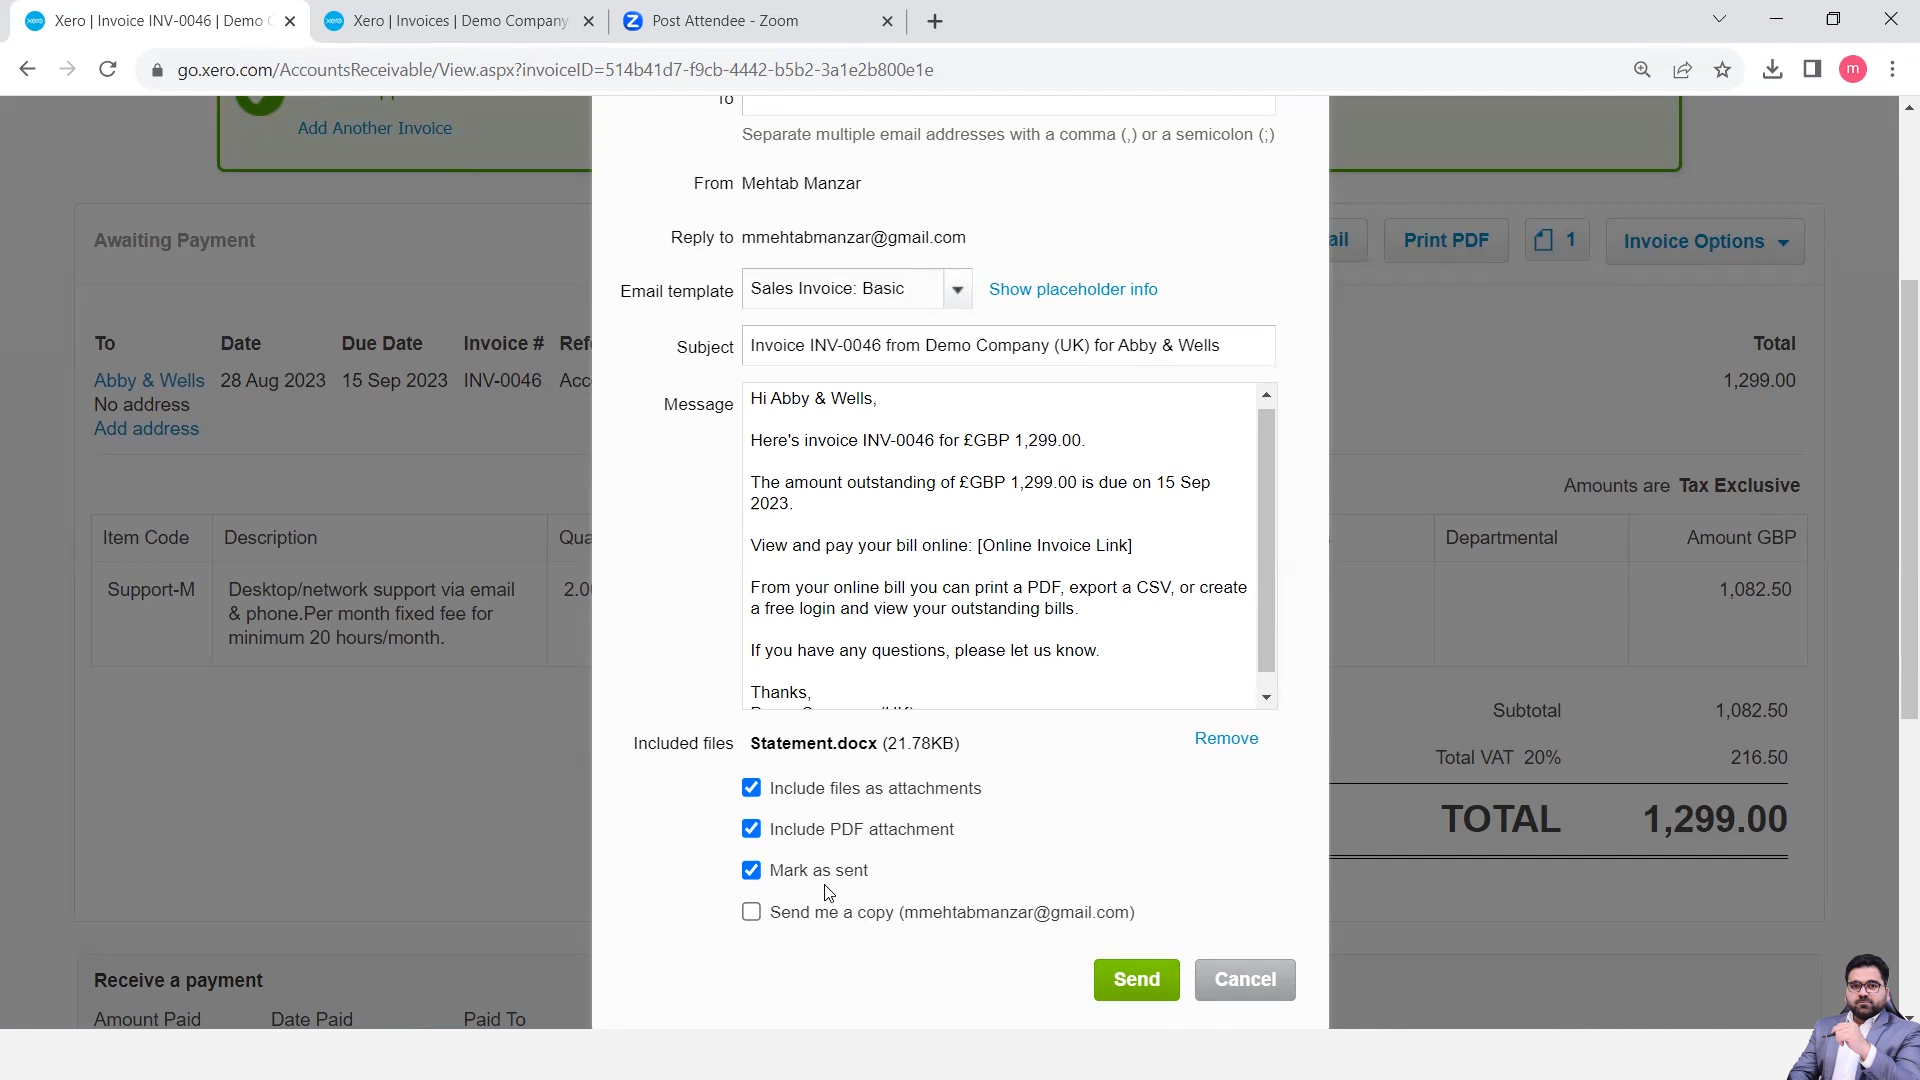 Xero | Invoice INV-0046 | Demo
Xero | Invoices | Demo Company
Post Attendee - Zoom
go.xero.com/AccountsReceivable/View.aspx?invoiceID=514b41d7-f9cb-4442-b5b2-3a1e2b800e1e
m
Add Another Invoice
To
Separate multiple email addresses with a comma (,) or a semicolon (;)
From Mehtab Manzar
Reply to mmehtabmanzar@gmail.com
Awaiting Payment
Print PDF
1
Invoice Options
Email template Sales Invoice: Basic
Show placeholder info
Subject Invoice INV-0046 from Demo Company (UK) for Abby & Wells
To Date Due Date Invoice #
Total
Abby & Wells 28 Aug 2023 15 Sep 2023 INV-0046
1,299.00
No address
Add address
Message Hi Abby & Wells,
Here's invoice INV-0046 for £GBP 1,299.00.
The amount outstanding of £GBP 1,299.00 is due on 15 Sep
2023.
View and pay your bill online: [Online Invoice Link]
From your online bill you can print a PDF, export a CSV, or create
a free login and view your outstanding bills.
If you have any questions, please let us know.
Thanks,
Amounts are Tax Exclusive
Item Code Description
Departmental Amount GBP
Support-M Desktop/network support via email
& phone.Per month fixed fee for
minimum 20 hours/month.
1,082.50
Subtotal 1,082.50
Total VAT 20% 216.50
TOTAL 1,299.00
Included files Statement.docx (21.78KB) Remove
Include files as attachments
Include PDF attachment
Mark as sent
Send me a copy (mmehtabmanzar@gmail.com)
Send
Cancel
Receive a payment
Amount Paid Date Paid Paid To